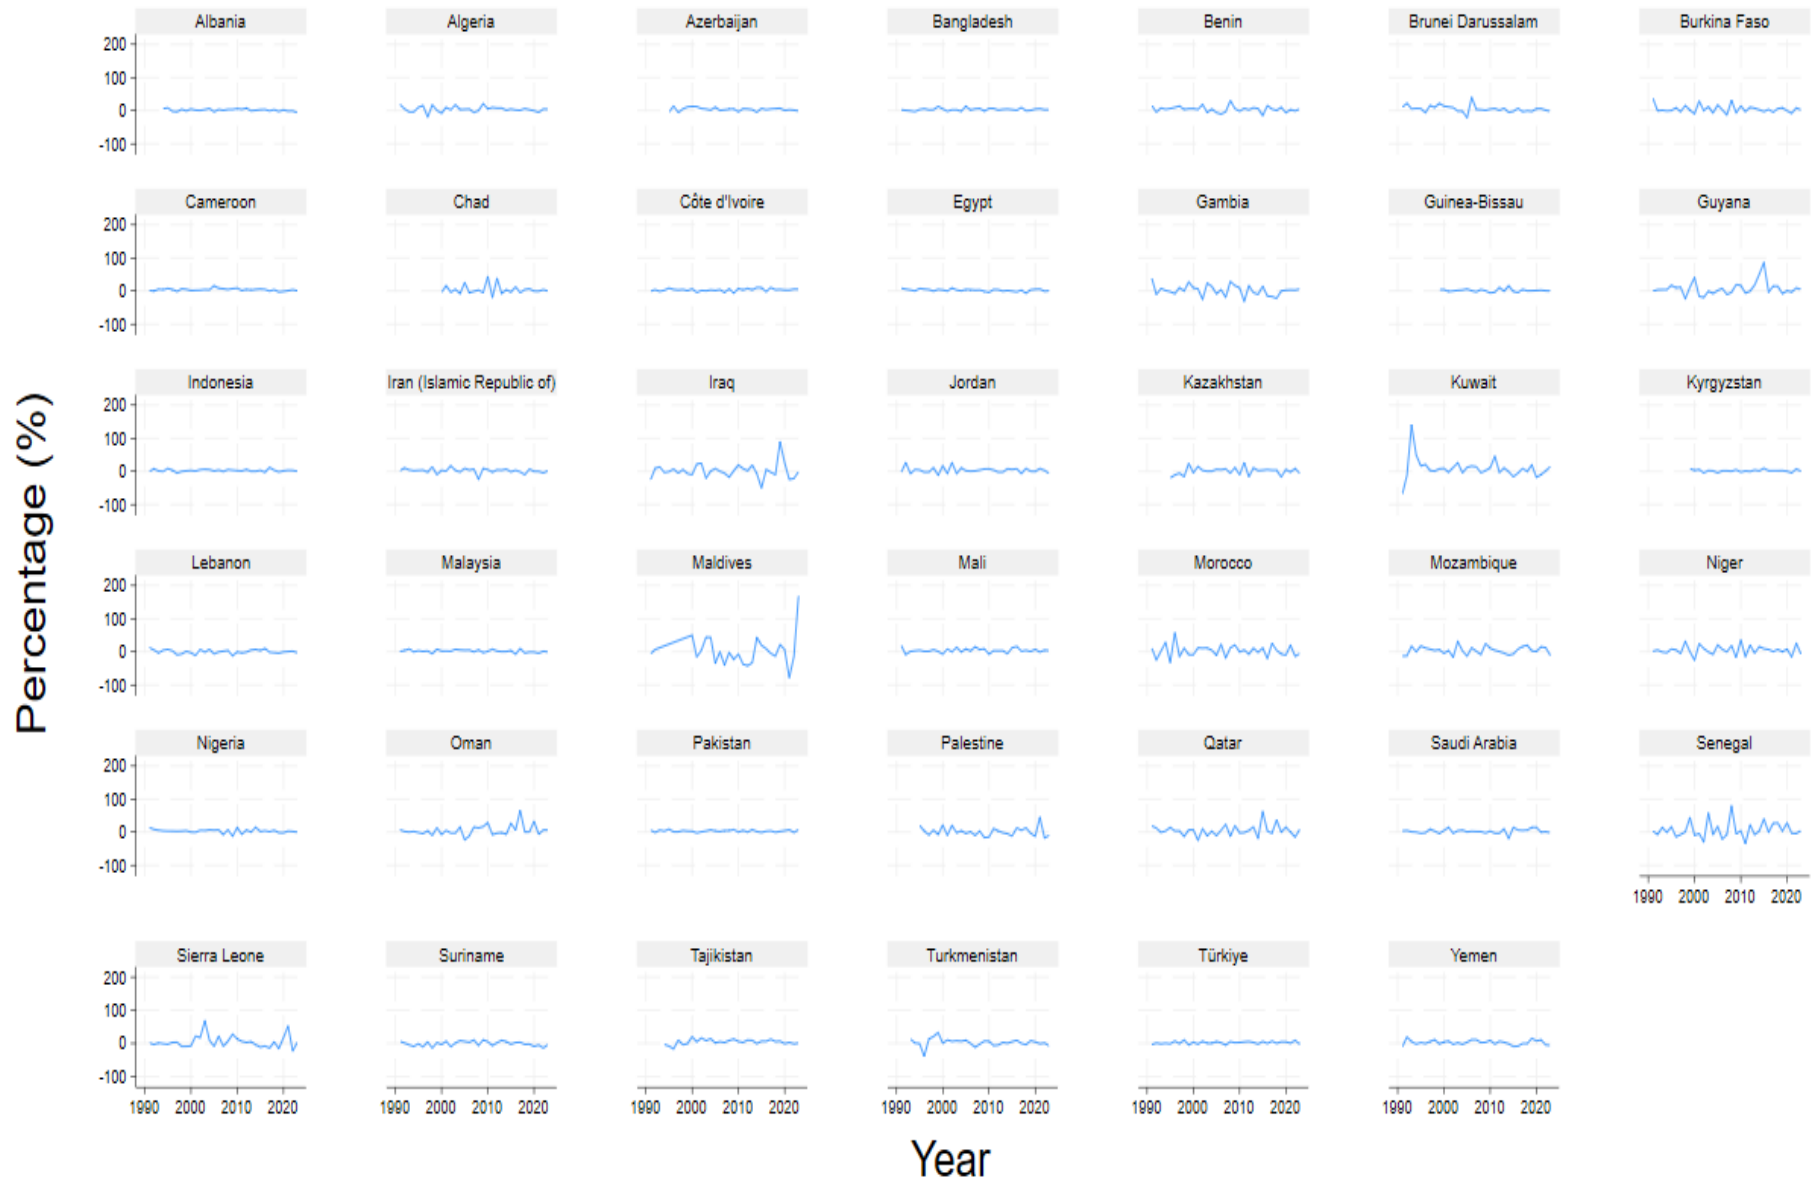 Albania Algeria Azerbaijan Bangladesh Benin Brunei Darussalam Burkina Faso
200
100
0
-100
Cameroon Chad Côte d'Ivoire Egypt Gambia Guinea-Bissau Guyana
200
100
0
-100
Indonesia Iran (Islamic Republic of) Iraq Jordan Kazakhstan Kuwait Kyrgyzstan
200
100
0
-100
Percentage (%)
Lebanon Malaysia Maldives Mali Morocco Mozambique Niger
200
100
0
-100
Nigeria Oman Pakistan Palestine Qatar Saudi Arabia Senegal
200
100
0
-100
1990 2000 2010 2020
Sierra Leone Suriname Tajikistan Turkmenistan Türkiye Yemen
200
100
0
-100
1990 2000 2010 2020 1990 2000 2010 2020 1990 2000 2010 2020 1990 2000 2010 2020 1990 2000 2010 2020 1990 2000 2010 2020
Year